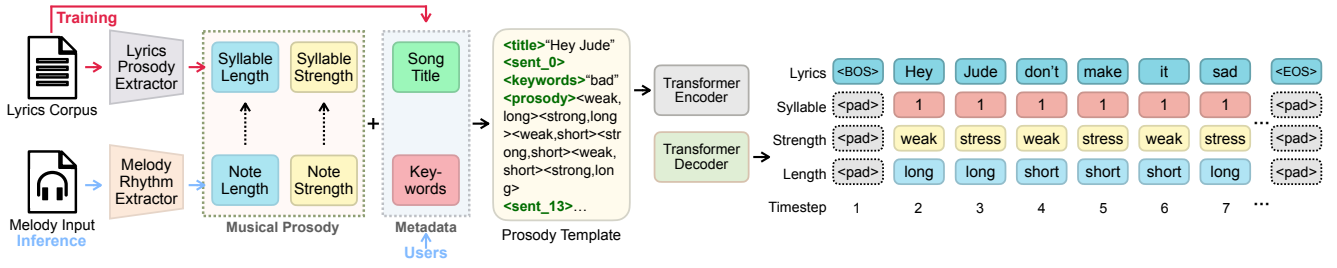 Training
Lyrics Corpus
Lyrics
Prosody
Extractor
Melody Input
Inference
Melody
Rhythm
Extractor
Syllable
Length
Syllable
Strength
Note
Length
Note
Strength
Musical Prosody
+
Song
Title
Key-
words
Metadata
Users
<title>“Hey Jude”
<sent_0>
<keywords>“bad”
<prosody><weak,
long><strong,long
><weak,short><str
ong,short><weak,
short><strong,lon
g>
<sent_13>...
Prosody Template
Transformer
Encoder
Transformer
Decoder
Lyrics <BOS> Hey Jude don't make it sad <EOS>
Syllable <pad> 1 1 1 1 1 1 ... <pad>
Strength <pad> weak stress weak stress weak stress <pad>
Length <pad> long long short short short long <pad>
Timestep 1 2 3 4 5 6 7 ...